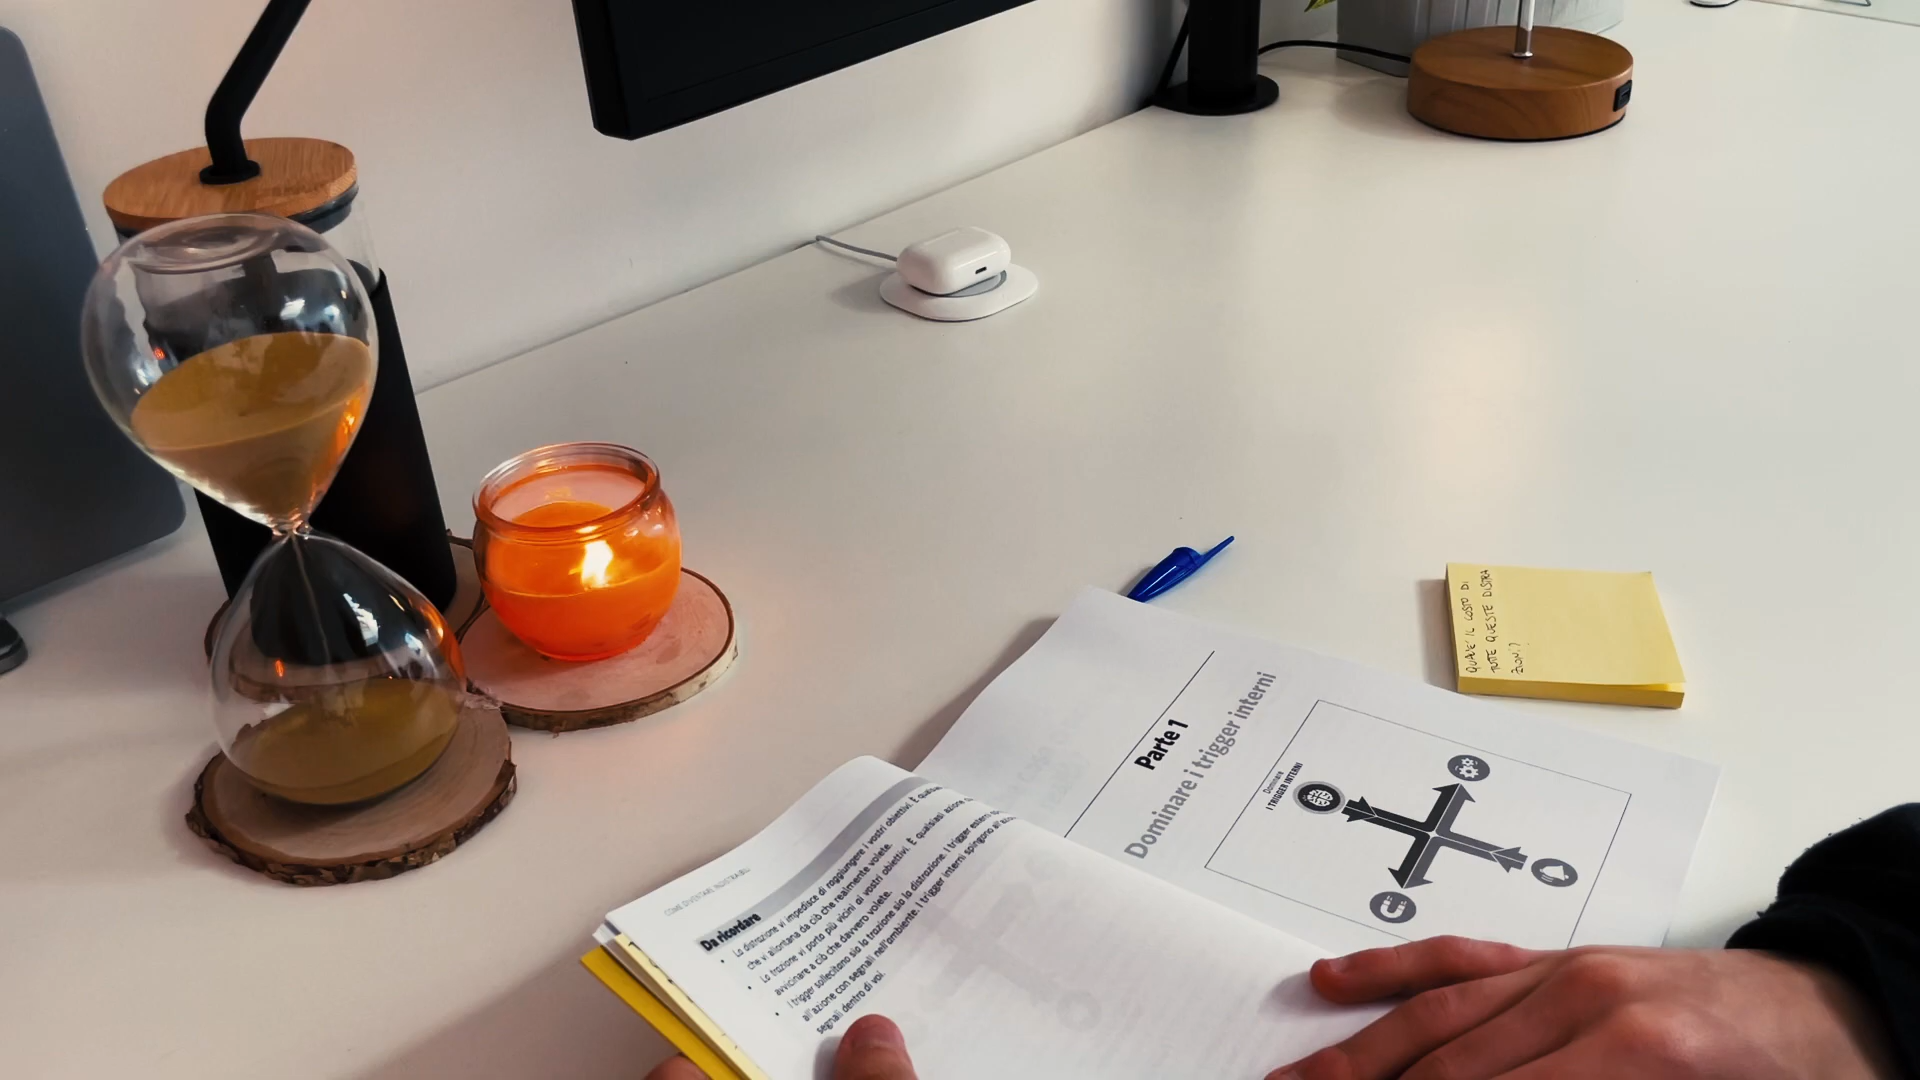 COME DIVENTARE INDISTRAIBILI
Da ricordare
• La distrazione vi impedisce di raggiungere i vostri obiettivi. È qualsiasi
che vi allontana da ciò che realmente volete.
• La trazione vi porta più vicini ai vostri obiettivi. È qualsiasi azione
avvicinare a ciò che davvero volete.
• I trigger sollecitano sia la trazione sia la distrazione. I trigger esterni
all'azione con segnali nell'ambiente. I trigger interni spingono
segnali dentro di voi.
Parte 1
Dominare i trigger interni
Dominare
I TRIGGER INTERNI
QUAL'È IL COSTO DI
TUTTE QUESTE DISTRA
ZIONI?